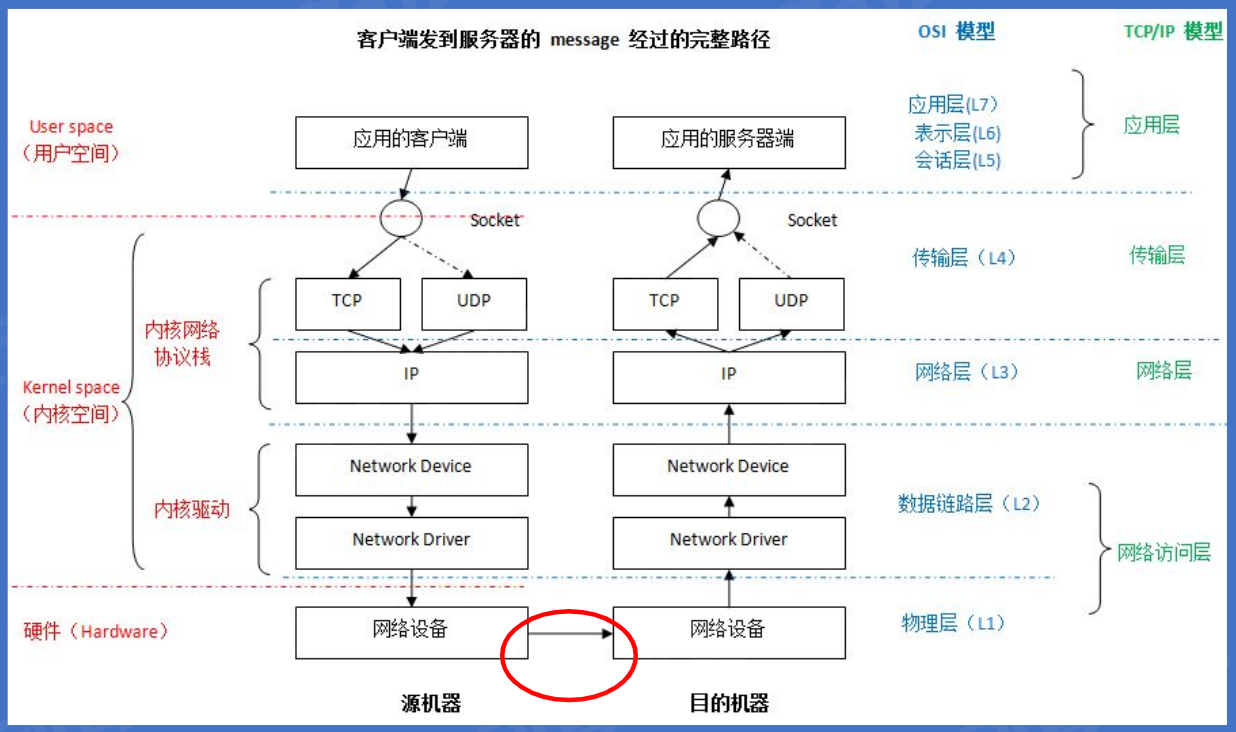 客户端发到服务器的 message 经过的完整路径
OSI 模型
TCP/IP 模型
User space
（用户空间）
应用的客户端
应用的服务器端
应用层(L7)
表示层(L6)
会话层(L5)
应用层
Socket
Socket
传输层（L4）
传输层
TCP
UDP
TCP
UDP
内核网络
协议栈
IP
IP
网络层（L3）
网络层
Kernel space
（内核空间）
Network Device
Network Device
内核驱动
数据链路层（L2）
Network Driver
Network Driver
网络访问层
硬件（Hardware）
网络设备
网络设备
物理层（L1）
源机器
目的机器